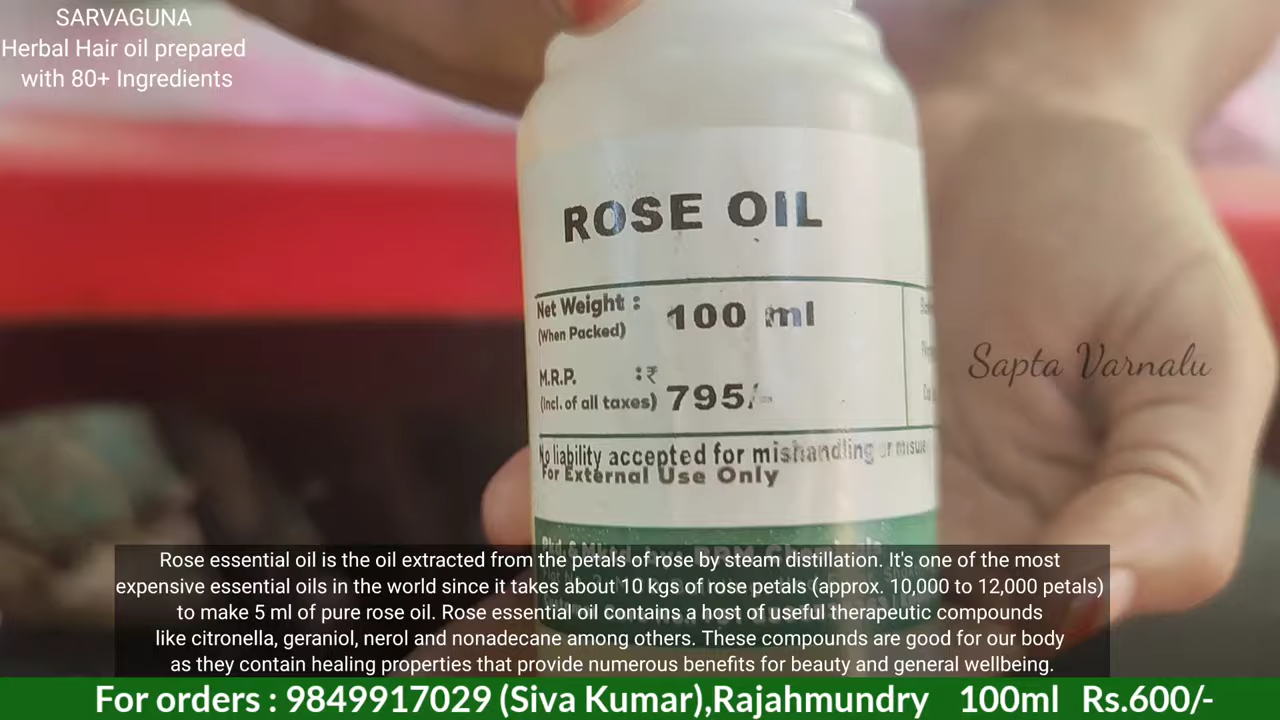 SARVAGUNA
Herbal Hair oil prepared
with 80+ Ingredients
ROSE OIL
Net Weight :
(When Packed)
100 ml
M.R.P. :₹
(Incl. of all taxes)
795/-
No liability accepted for mishandling or misuse
For External Use Only
Sapta Varnalu
Rose essential oil is the oil extracted from the petals of rose by steam distillation. It's one of the most
expensive essential oils in the world since it takes about 10 kgs of rose petals (approx. 10,000 to 12,000 petals)
to make 5 ml of pure rose oil. Rose essential oil contains a host of useful therapeutic compounds
like citronella, geraniol, nerol and nonadecane among others. These compounds are good for our body
as they contain healing properties that provide numerous benefits for beauty and general wellbeing.
For orders : 9849917029 (Siva Kumar),Rajahmundry 100ml Rs.600/-